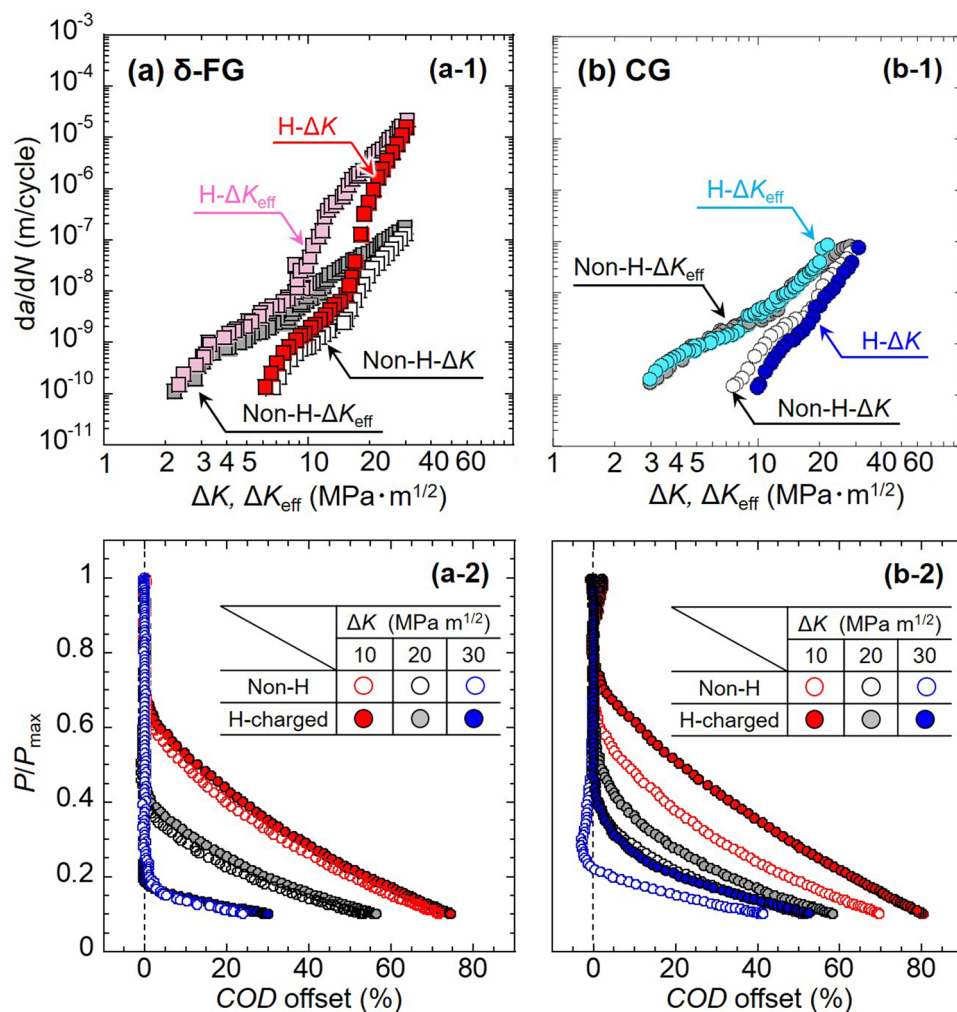 (a) δ-FG
(a-1)
10⁻³
10⁻⁴
10⁻⁵
10⁻⁶
10⁻⁷
10⁻⁸
10⁻⁹
10⁻¹⁰
10⁻¹¹
da/dN (m/cycle)
H-ΔK
H-ΔKeff
Non-H-ΔK
Non-H-ΔKeff
1 2 3 4 5 10 20 40 60
ΔK, ΔKeff (MPa・m1/2)
(b) CG
(b-1)
H-ΔKeff
Non-H-ΔKeff
H-ΔK
Non-H-ΔK
1 2 3 4 5 10 20 40 60
ΔK, ΔKeff (MPa・m1/2)
(a-2)
1
0.8
0.6
0.4
0.2
0
P/Pmax
ΔK (MPa m1/2)
10 20 30
Non-H
H-charged
0 20 40 60 80
COD offset (%)
(b-2)
ΔK (MPa m1/2)
10 20 30
Non-H
H-charged
0 20 40 60 80
COD offset (%)